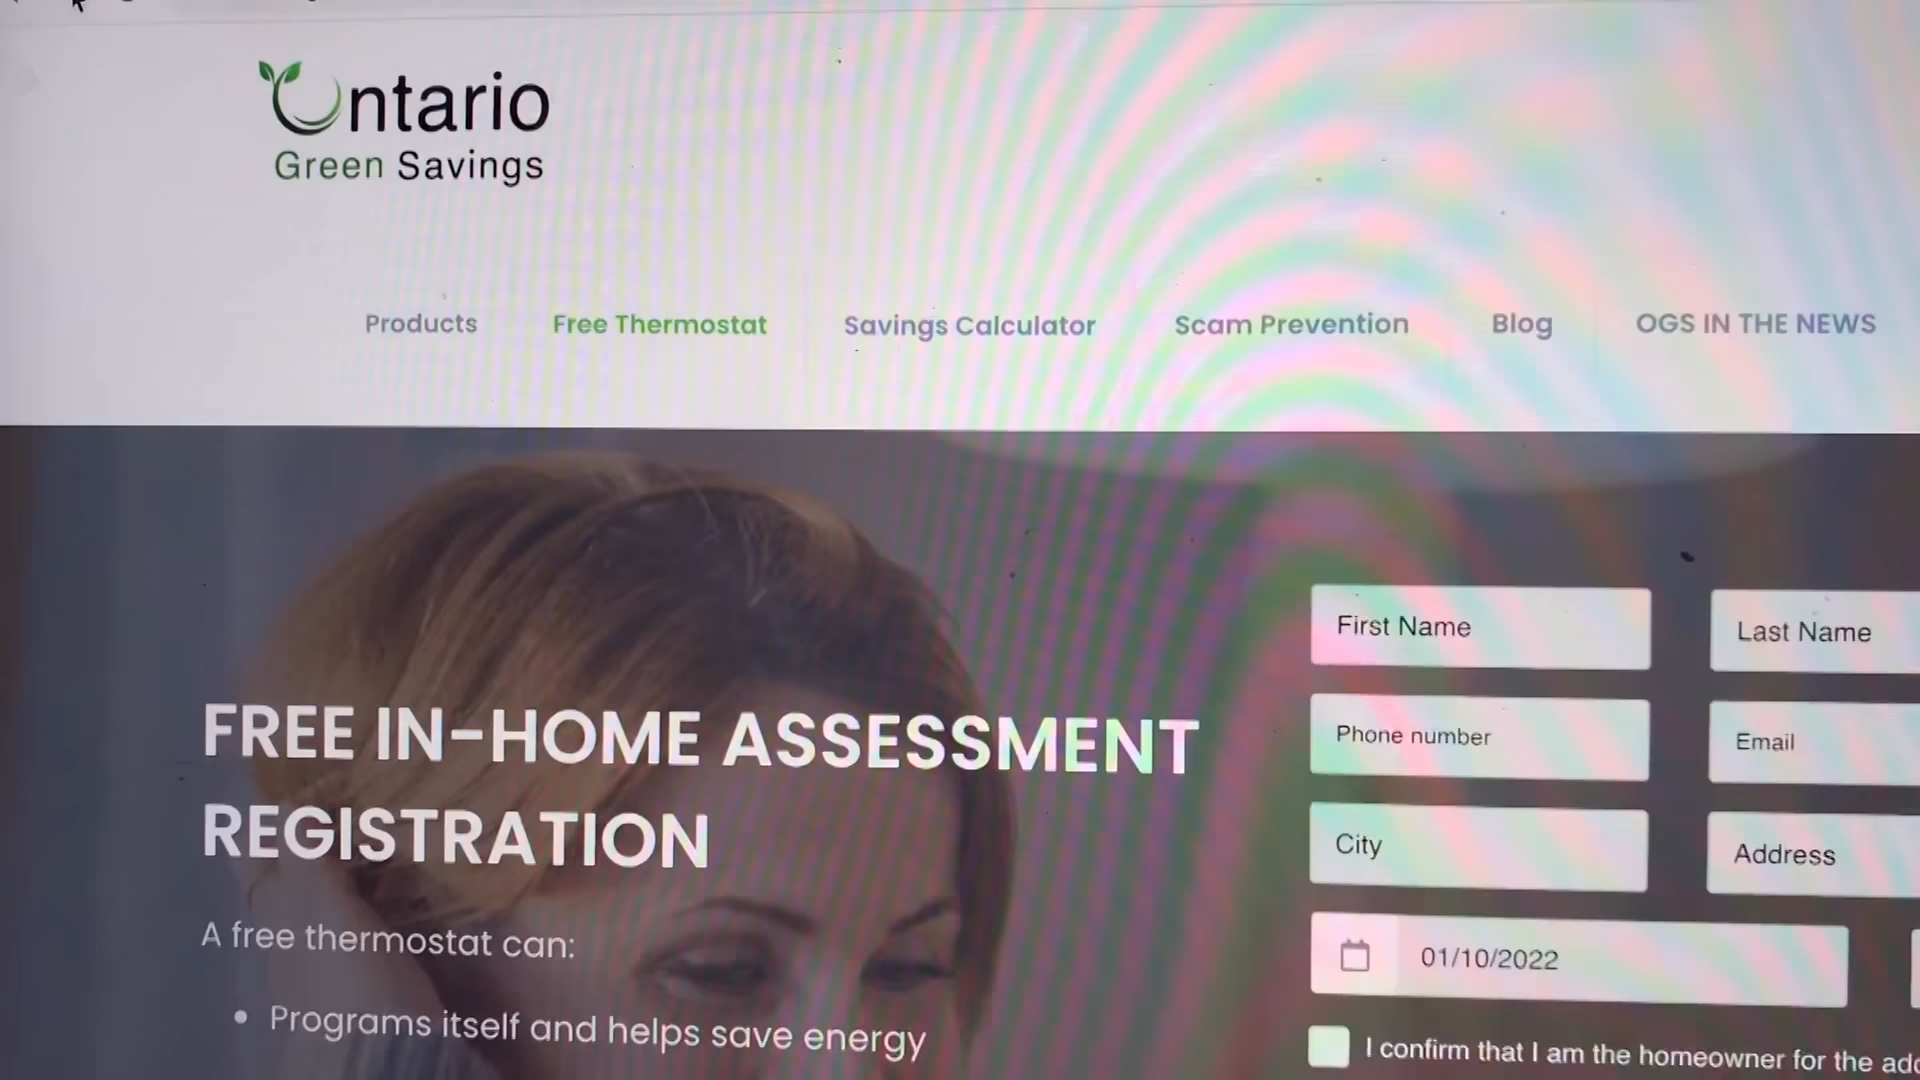 Ontario
Green Savings
Products
Free Thermostat
Savings Calculator
Scam Prevention
Blog
OGS IN THE NEWS
FREE IN-HOME ASSESSMENT
REGISTRATION
A free thermostat can:
• Programs itself and helps save energy
First Name
Last Name
Phone number
Email
City
Address
01/10/2022
I confirm that I am the homeowner for the